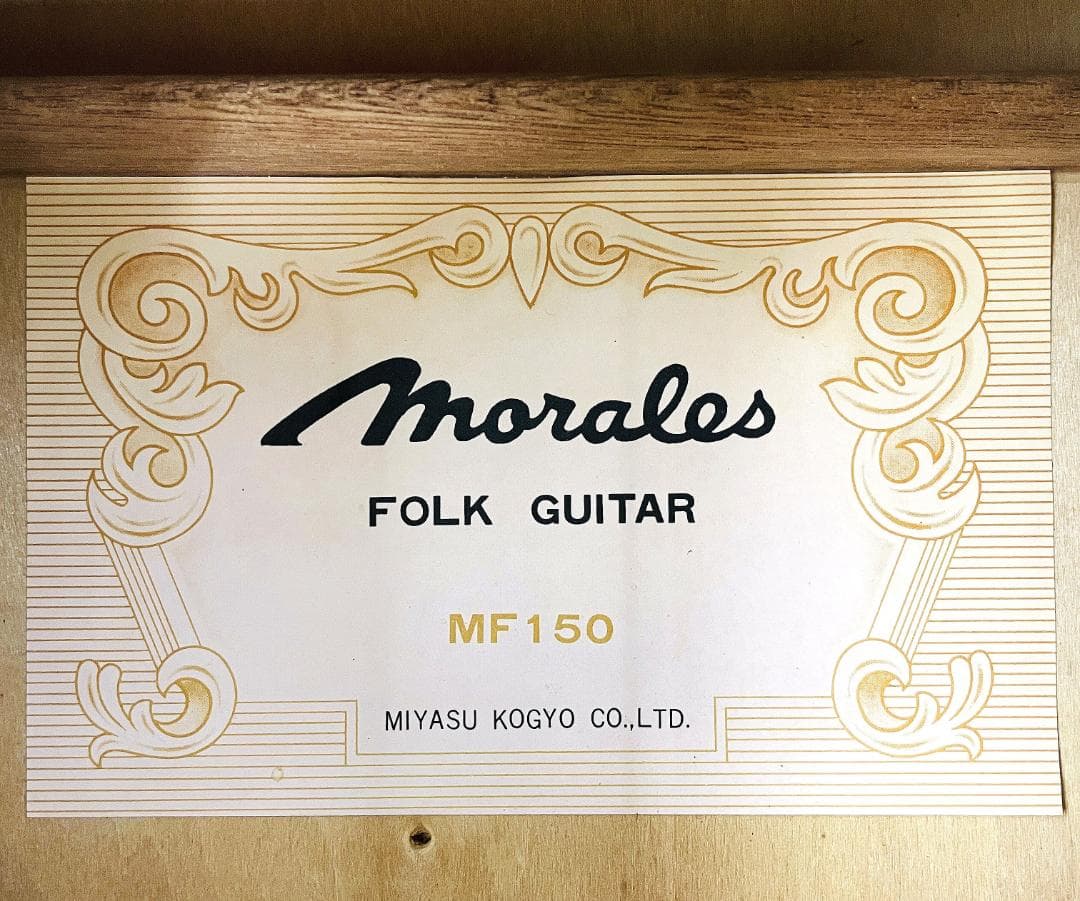 Morales
FOLK GUITAR
MF150
MIYASU KOGYO CO.,LTD.